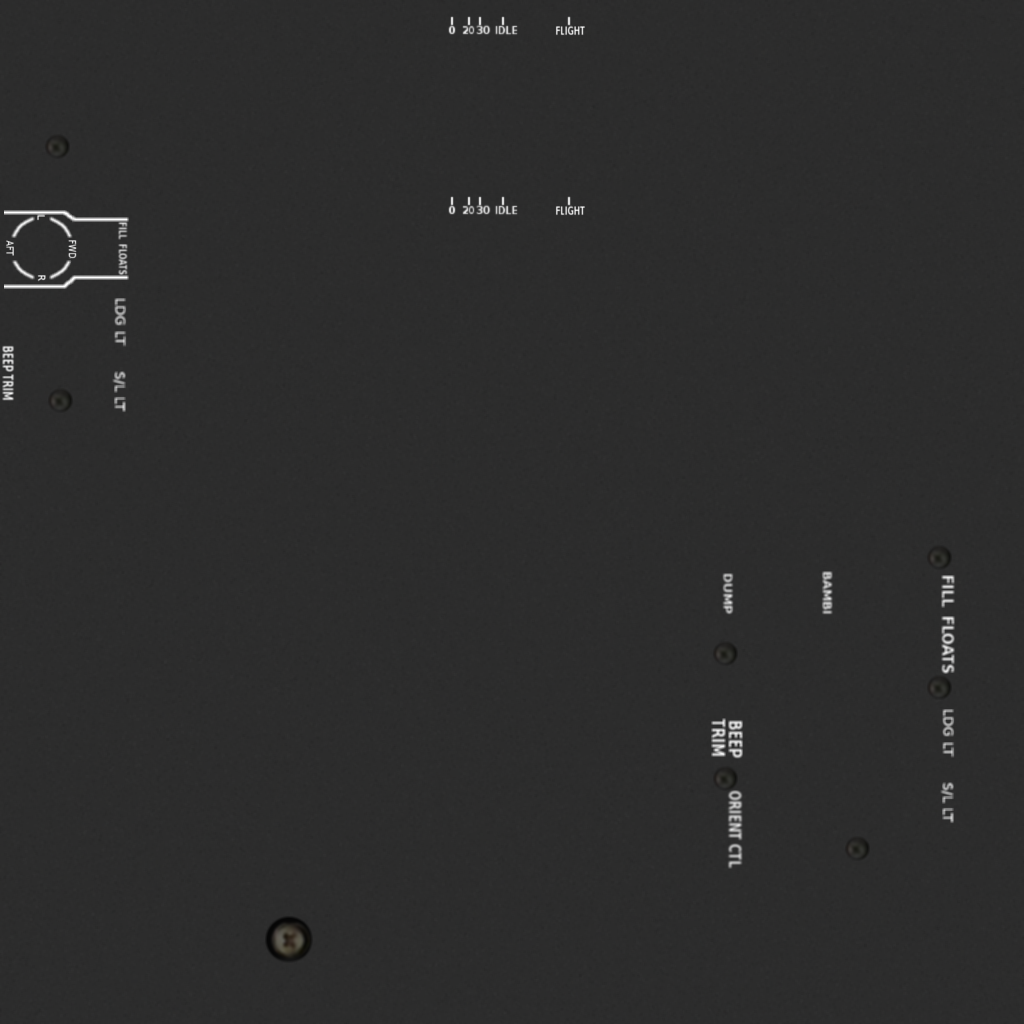 0 20 30 IDLE FLIGHT
0 20 30 IDLE FLIGHT
L
AFT
FWD
R
FILL FLOATS
LDG LT
S/L LT
BEEP TRIM
DUMP
BAMBI
FILL FLOATS
BEEP
TRIM
LDG LT
S/L LT
ORIENT CTL